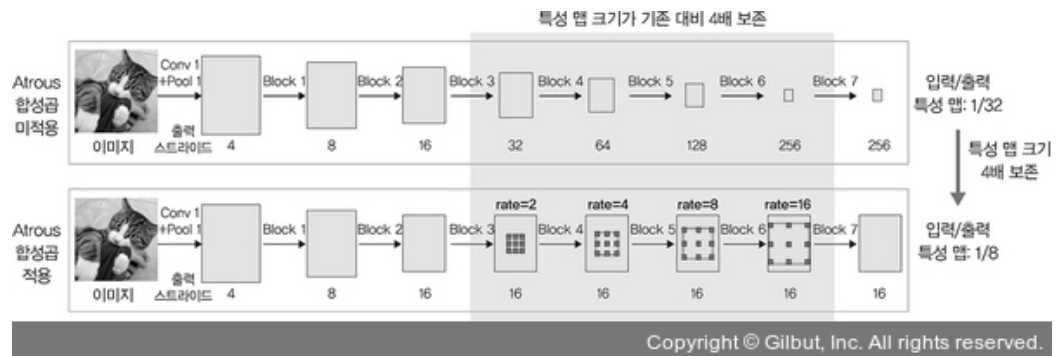 특성 맵 크기가 기존 대비 4배 보존
Atrous
합성곱
미적용
이미지
Conv 1
+Pool 1
출력
스트라이드
Block 1
Block 2
Block 3
Block 4
Block 5
Block 6
Block 7
4
8
16
32
64
128
256
256
입력/출력
특성 맵: 1/32
특성 맵 크기
4배 보존
Atrous
합성곱
적용
이미지
Conv 1
+Pool 1
출력
스트라이드
Block 1
Block 2
Block 3
rate=2
Block 4
rate=4
Block 5
rate=8
Block 6
rate=16
Block 7
4
8
16
16
16
16
16
16
입력/출력
특성 맵: 1/8
Copyright © Gilbut, Inc. All rights reserved.